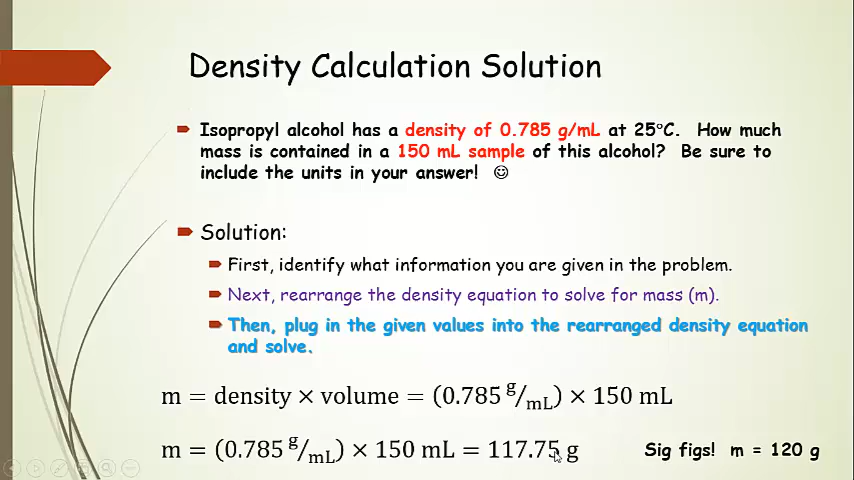 Density Calculation Solution
Isopropyl alcohol has a density of 0.785 g/mL at 25°C. How much
mass is contained in a 150 mL sample of this alcohol? Be sure to
include the units in your answer! ☺
Solution:
First, identify what information you are given in the problem.
Next, rearrange the density equation to solve for mass (m).
Then, plug in the given values into the rearranged density equation
and solve.
m = density × volume = (0.785 g/mL) × 150 mL
m = (0.785 g/mL) × 150 mL = 117.75 g
Sig figs! m = 120 g